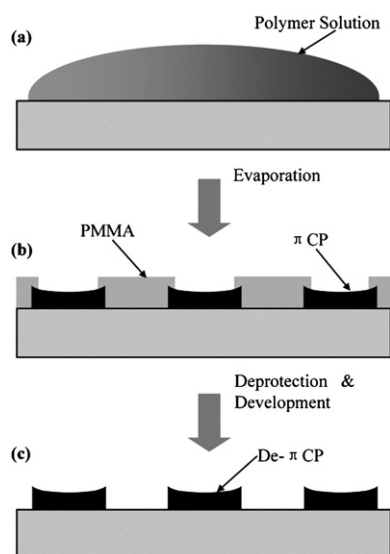 (a)
Polymer Solution
Evaporation
(b)
PMMA
π CP
Deprotection &
Development
(c)
De- π CP